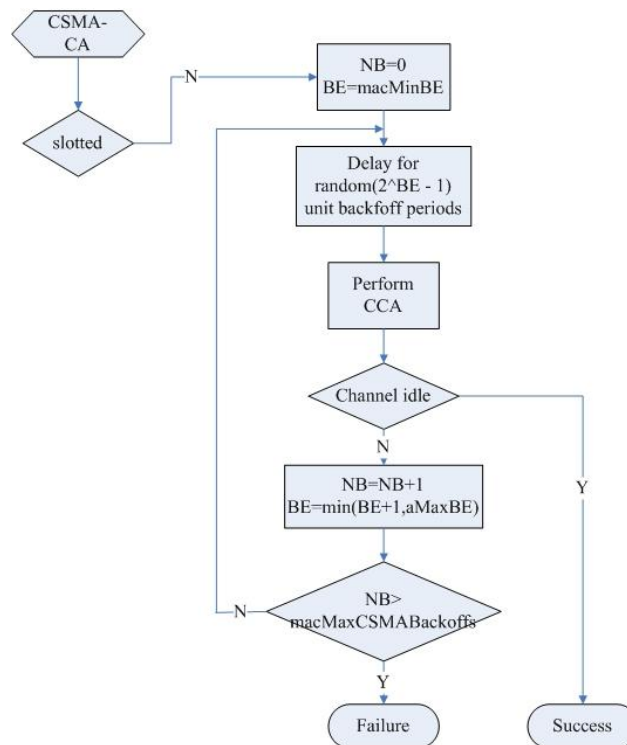 CSMA-
CA
N
NB=0
BE=macMinBE
slotted
Delay for
random(2^BE - 1)
unit backfoff periods
Perform
CCA
Channel idle
N
NB=NB+1
BE=min(BE+1,aMaxBE)
Y
NB>
N
macMaxCSMABackoffs
Y
Failure
Success